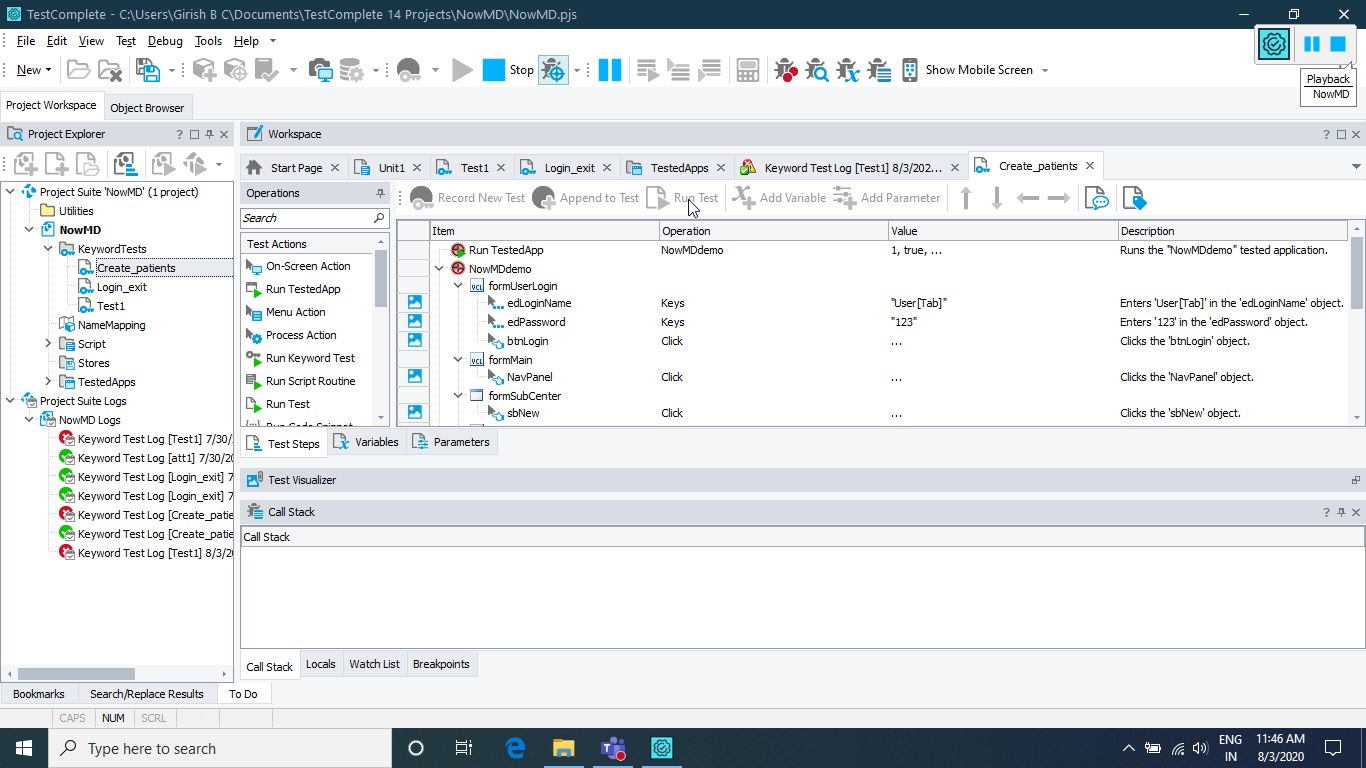 TestComplete - C:\Users\Girish B C\Documents\TestComplete 14 Projects\NowMD\NowMD.pjs
File Edit View Test Debug Tools Help
New Stop Show Mobile Screen
Playback
NowMD
Project Workspace Object Browser
Project Explorer
Workspace
Start Page Unit1 Test1 Login_exit TestedApps Keyword Test Log [Test1] 8/3/202... Create_patients
Project Suite 'NowMD' (1 project)
Utilities
NowMD
KeywordTests
Create_patients
Login_exit
Test1
NameMapping
Script
Stores
TestedApps
Project Suite Logs
NowMD Logs
Keyword Test Log [Test1] 7/30/
Keyword Test Log [att1] 7/30/20
Keyword Test Log [Login_exit] 7
Keyword Test Log [Login_exit] 7
Keyword Test Log [Create_patie
Keyword Test Log [Create_patie
Keyword Test Log [Test1] 8/3/20
Operations
Search
Test Actions
On-Screen Action
Run TestedApp
Menu Action
Process Action
Run Keyword Test
Run Script Routine
Run Test
Run Code Snippet
Record New Test Append to Test Run Test Add Variable Add Parameter
Item Operation Value Description
Run TestedApp NowMDdemo 1, true, ... Runs the "NowMDdemo" tested application.
NowMDdemo
formUserLogin
edLoginName Keys "User[Tab]" Enters 'User[Tab]' in the 'edLoginName' object.
edPassword Keys "123" Enters '123' in the 'edPassword' object.
btnLogin Click ... Clicks the 'btnLogin' object.
formMain
NavPanel Click ... Clicks the 'NavPanel' object.
formSubCenter
sbNew Click ... Clicks the 'sbNew' object.
Test Steps Variables Parameters
Test Visualizer
Call Stack
Call Stack
Call Stack Locals Watch List Breakpoints
Bookmarks Search/Replace Results To Do
CAPS NUM SCRL
Type here to search
ENG
IN
11:46 AM
8/3/2020